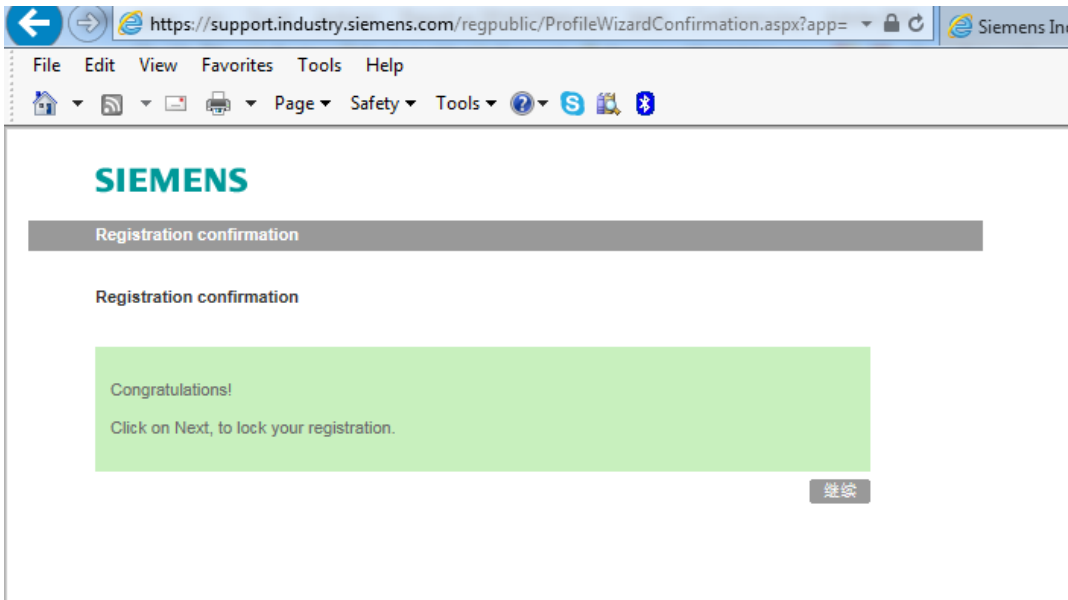 https://support.industry.siemens.com/regpublic/ProfileWizardConfirmation.aspx?app=
Siemens
File Edit View Favorites Tools Help
Page Safety Tools
SIEMENS
Registration confirmation
Registration confirmation
Congratulations!
Click on Next, to lock your registration.
继续